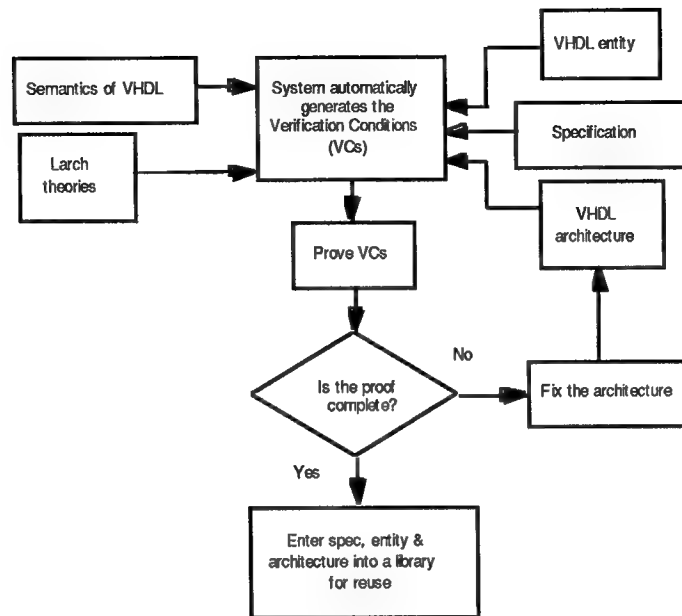 VHDL entity
Semantics of VHDL
System automatically
generates the
Verification Conditions
(VCs)
Specification
Larch
theories
VHDL
architecture
Prove VCs
No
Is the proof
complete?
Fix the architecture
Yes
Enter spec, entity &
architecture into a library
for reuse